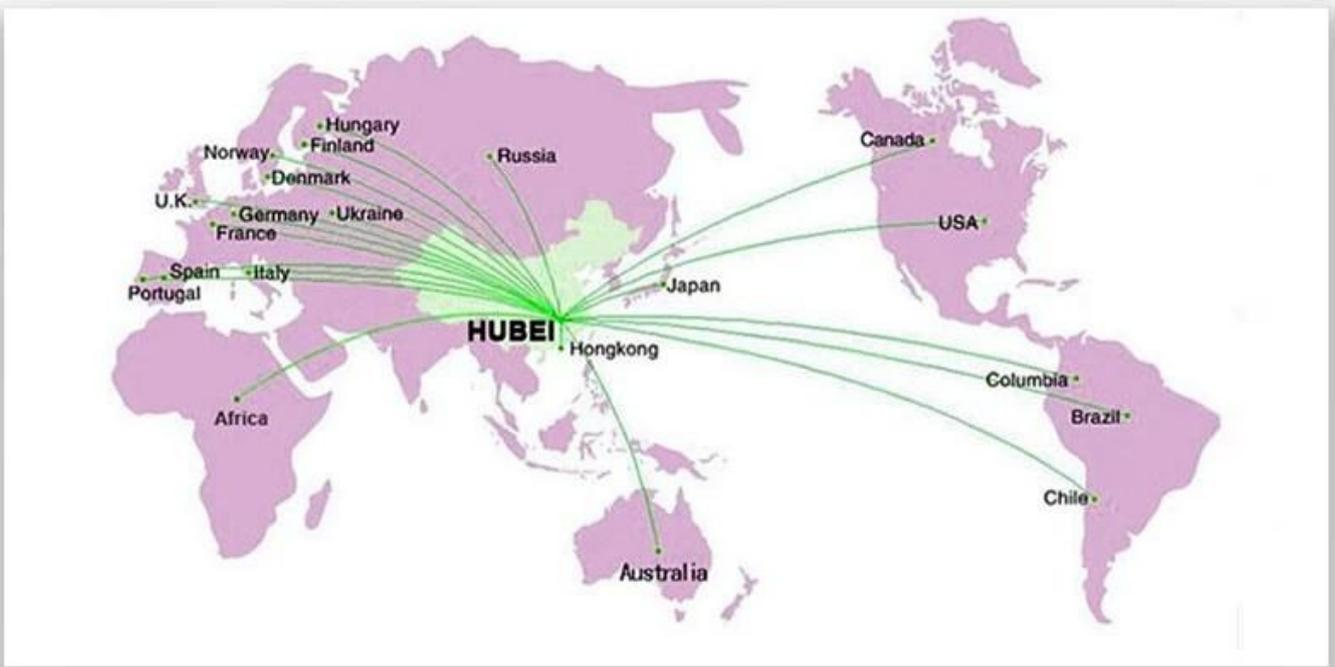 Hungary
Finland
Norway
Russia
Canada
Denmark
U.K.
Germany
Ukraine
USA
France
Spain
Italy
Japan
Portugal
HUBEI
Hongkong
Columbia
Africa
Brazil
Chile
Australia